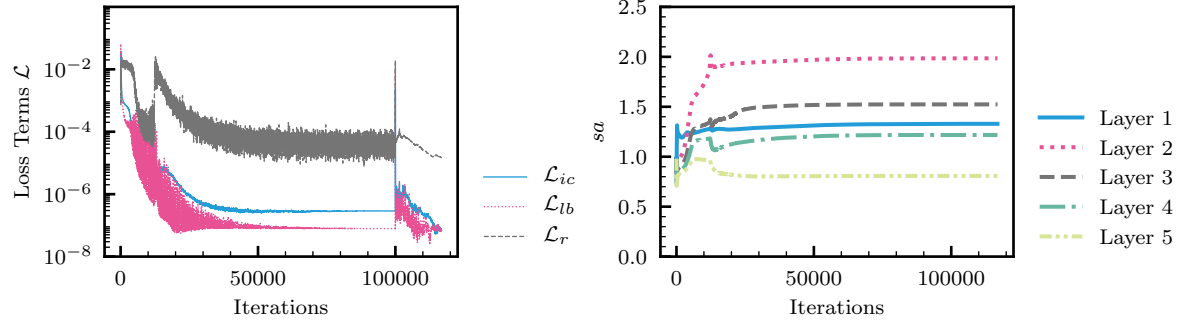 Loss Terms ℒ
10⁻²
10⁻⁴
10⁻⁶
10⁻⁸
0
50000
100000
Iterations
ℒ_ic
ℒ_lb
ℒ_r
sa
2.5
2.0
1.5
1.0
0.5
0.0
0
50000
100000
Iterations
Layer 1
Layer 2
Layer 3
Layer 4
Layer 5